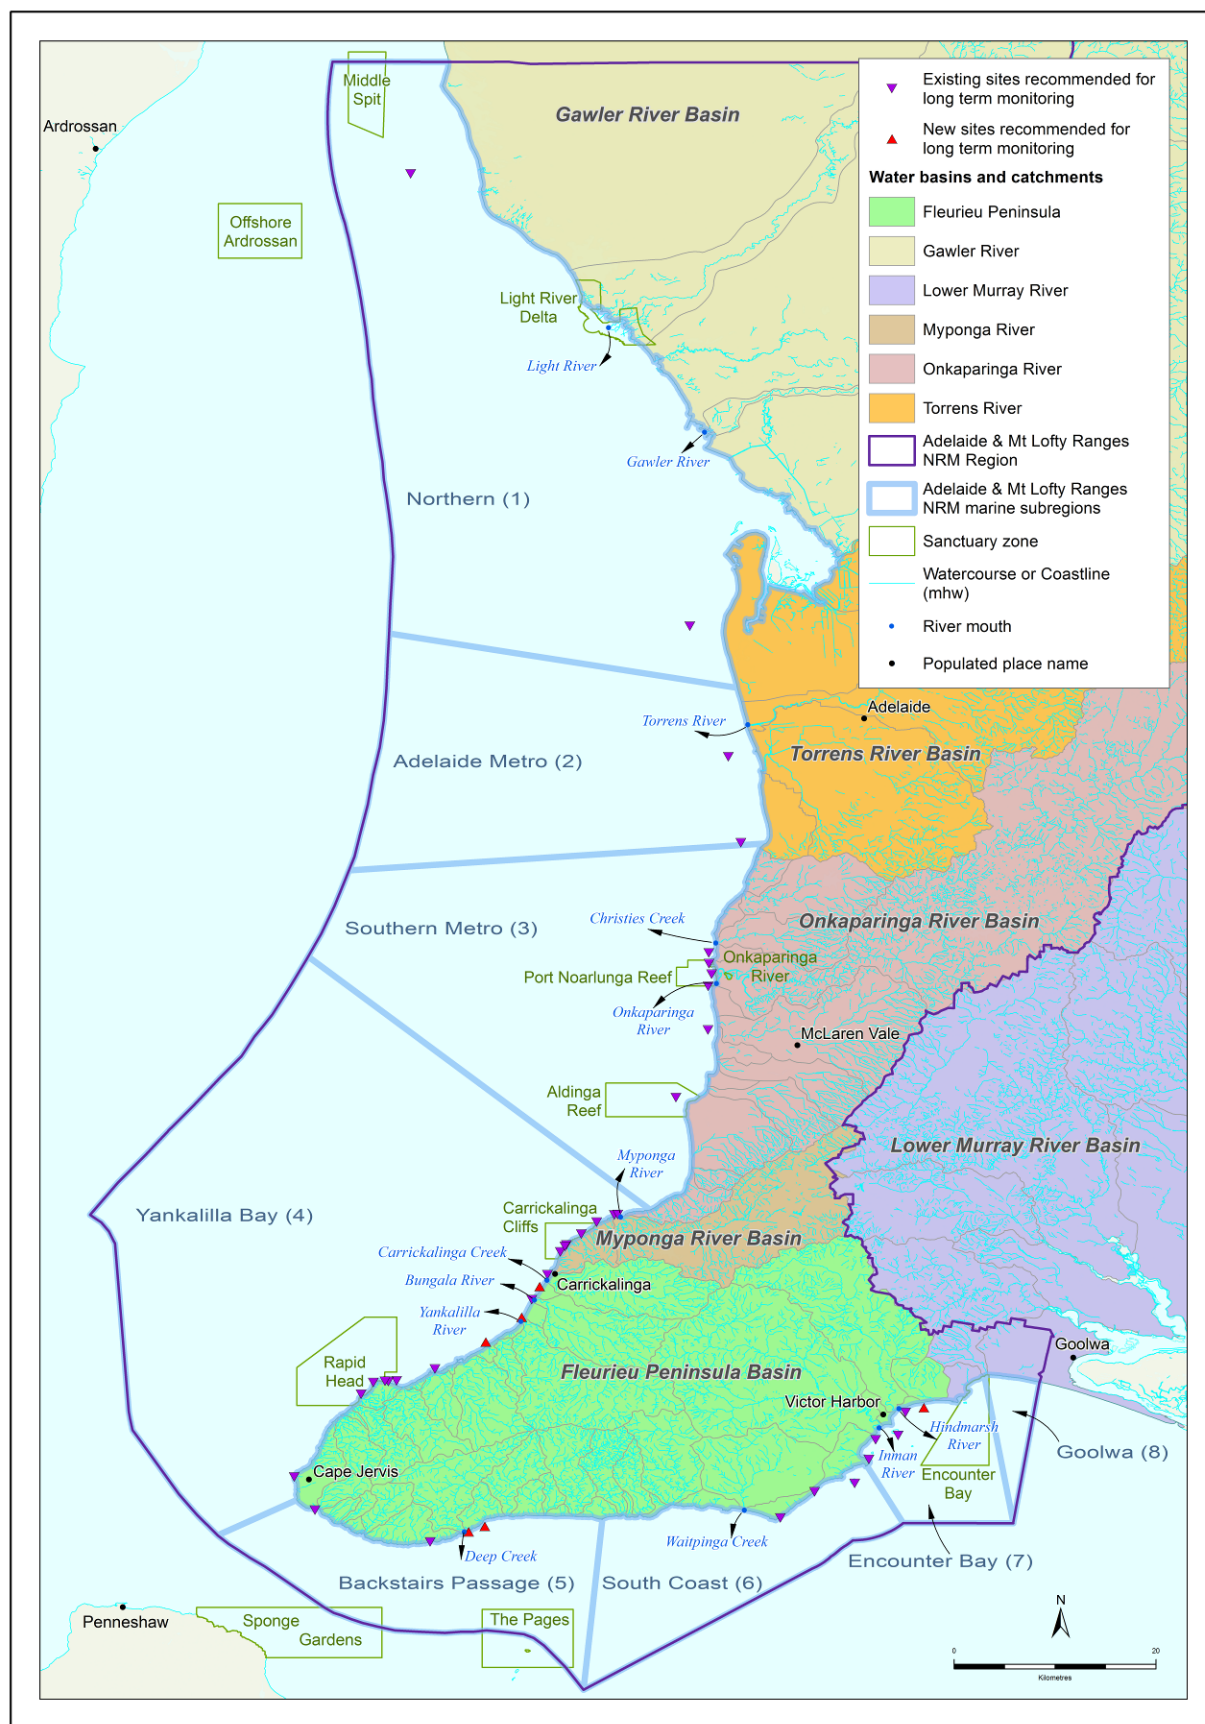 Middle
Spit
Ardrossan
Gawler River Basin
Offshore
Ardrossan
Light River
Delta
Light River
Gawler River
Northern (1)
Existing sites recommended for
long term monitoring
New sites recommended for
long term monitoring
Water basins and catchments
Fleurieu Peninsula
Gawler River
Lower Murray River
Myponga River
Onkaparinga River
Torrens River
Adelaide & Mt Lofty Ranges
NRM Region
Adelaide & Mt Lofty Ranges
NRM marine subregions
Sanctuary zone
Watercourse or Coastline
(mhw)
River mouth
Populated place name
Torrens River
Adelaide
Adelaide Metro (2)
Torrens River Basin
Southern Metro (3)
Christies Creek
Onkaparinga River Basin
Port Noarlunga Reef
Onkaparinga
River
Onkaparinga
River
McLaren Vale
Aldinga
Reef
Lower Murray River Basin
Myponga
River
Yankalilla Bay (4)
Carrickalinga
Cliffs
Myponga River Basin
Carrickalinga Creek
Carrickalinga
Bungala River
Yankalilla
River
Rapid
Head
Fleurieu Peninsula Basin
Goolwa
Victor Harbor
Hindmarsh
River
Inman
River
Encounter
Bay
Goolwa (8)
Cape Jervis
Deep Creek
Waitpinga Creek
Encounter Bay (7)
Backstairs Passage (5)
South Coast (6)
Penneshaw
Sponge
Gardens
The Pages
N
0
20
Kilometres